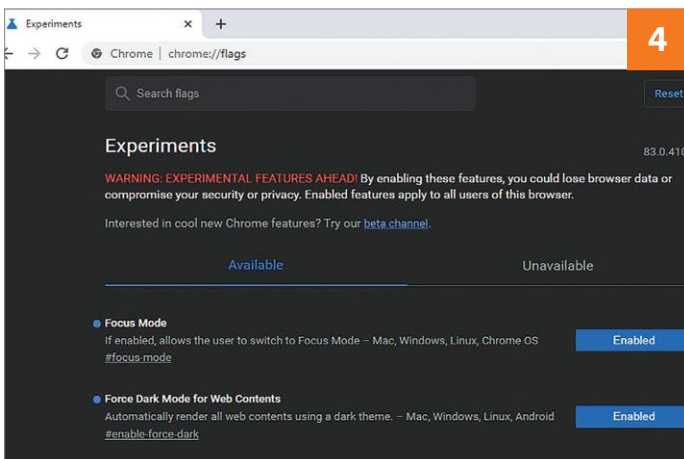 Experiments
4
Chrome | chrome://flags
Search flags
Reset
Experiments
83.0.410
WARNING: EXPERIMENTAL FEATURES AHEAD! By enabling these features, you could lose browser data or
compromise your security or privacy. Enabled features apply to all users of this browser.
Interested in cool new Chrome features? Try our beta channel.
Available
Unavailable
Focus Mode
If enabled, allows the user to switch to Focus Mode – Mac, Windows, Linux, Chrome OS
Enabled
#focus-mode
Force Dark Mode for Web Contents
Automatically render all web contents using a dark theme. – Mac, Windows, Linux, Android
Enabled
#enable-force-dark